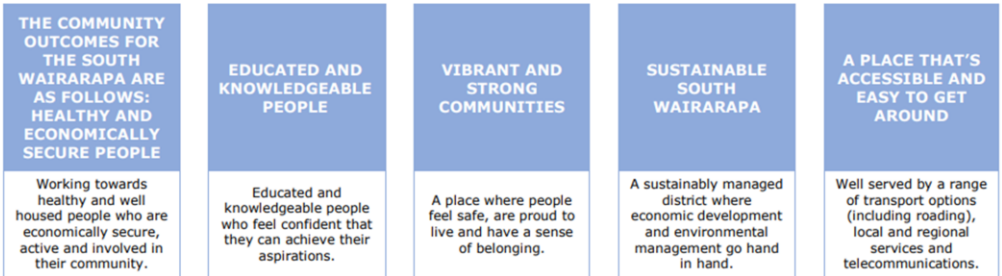 THE COMMUNITY
OUTCOMES FOR
THE SOUTH
WAIRARAPA ARE
AS FOLLOWS:
HEALTHY AND
ECONOMICALLY
SECURE PEOPLE
Working towards
healthy and well
housed people who are
economically secure,
active and involved in
their community.
EDUCATED AND
KNOWLEDGEABLE
PEOPLE
Educated and
knowledgeable people
who feel confident that
they can achieve their
aspirations.
VIBRANT AND
STRONG
COMMUNITIES
A place where people
feel safe, are proud to
live and have a sense
of belonging.
SUSTAINABLE
SOUTH
WAIRARAPA
A sustainably managed
district where
economic development
and environmental
management go hand
in hand.
A PLACE THAT'S
ACCESSIBLE AND
EASY TO GET
AROUND
Well served by a range
of transport options
(including roading),
local and regional
services and
telecommunications.